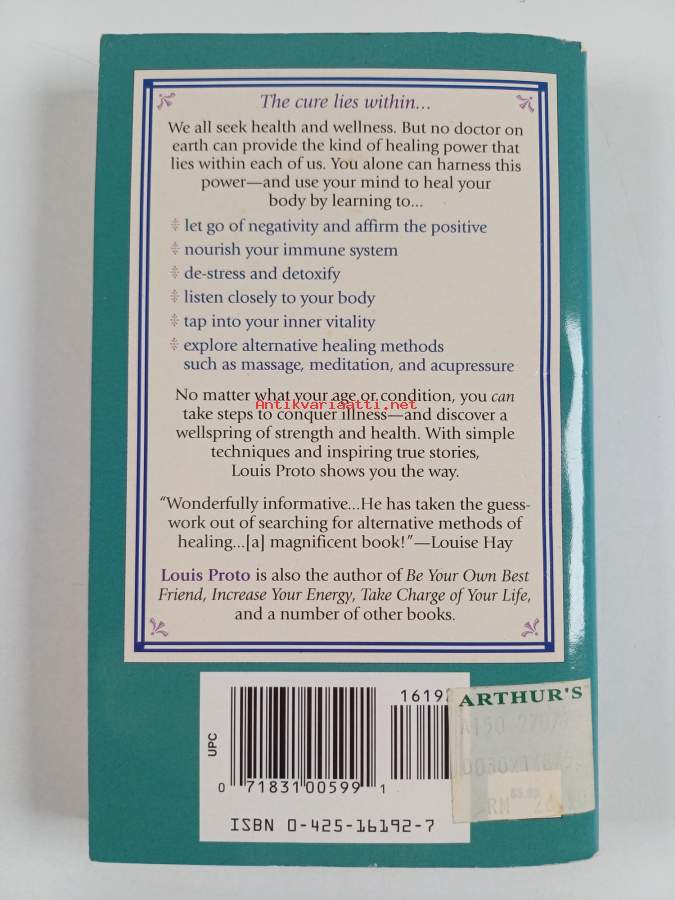 The cure lies within...
We all seek health and wellness. But no doctor on
earth can provide the kind of healing power that
lies within each of us. You alone can harness this
power—and use your mind to heal your
body by learning to...
let go of negativity and affirm the positive
nourish your immune system
de-stress and detoxify
listen closely to your body
tap into your inner vitality
explore alternative healing methods
such as massage, meditation, and acupressure
No matter what your age or condition, you can
Antikvariaatti.net
take steps to conquer illness—and discover a
wellspring of strength and health. With simple
techniques and inspiring true stories,
Louis Proto shows you the way.
“Wonderfully informative...He has taken the guess-
work out of searching for alternative methods of
healing...[a] magnificent book!”—Louise Hay
Louis Proto is also the author of Be Your Own Best
Friend, Increase Your Energy, Take Charge of Your Life,
and a number of other books.
UPC
1619
ARTHUR'S
0 71831 00599 1
RM
ISBN 0-425-16192-7